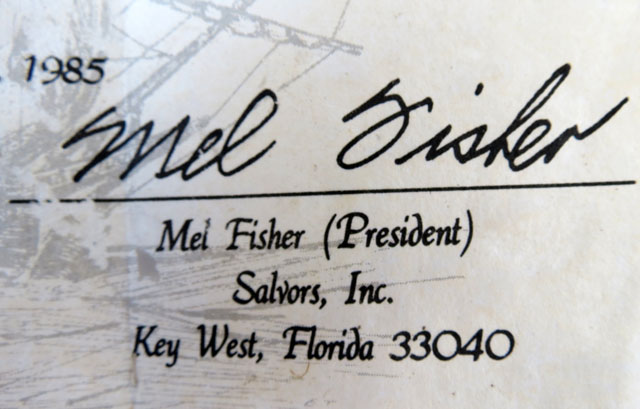 , 1985
Mel Fisher
Mel Fisher (President)
Salvors, Inc.
Key West, Florida 33040